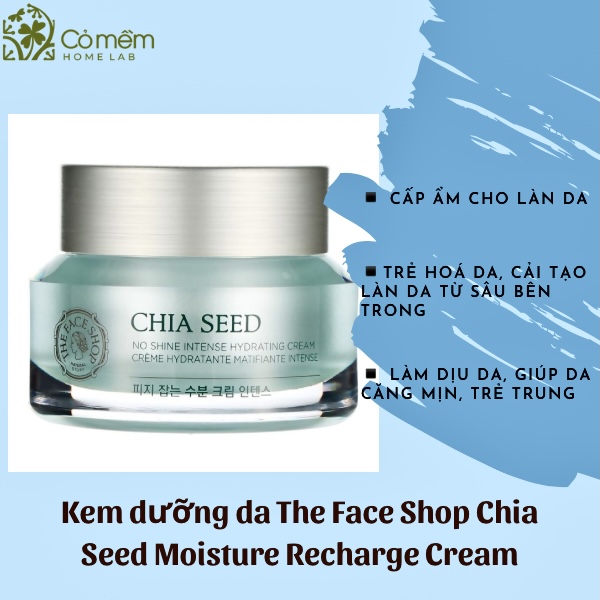 Cỏ mềm
HOME LAB
▪ CẤP ẨM CHO LÀN DA
▪ TRẺ HOÁ DA, CẢI TẠO
LÀN DA TỪ SÂU BÊN
TRONG
▪ LÀM DỊU DA, GIÚP DA
CĂNG MỊN, TRẺ TRUNG
THE FACE SHOP
CHIA SEED
NO SHINE INTENSE HYDRATING CREAM
CRÈME HYDRATANTE MATIFIANTE INTENSE
피지 잡는 수분 크림 인텐스
Kem dưỡng da The Face Shop Chia
Seed Moisture Recharge Cream